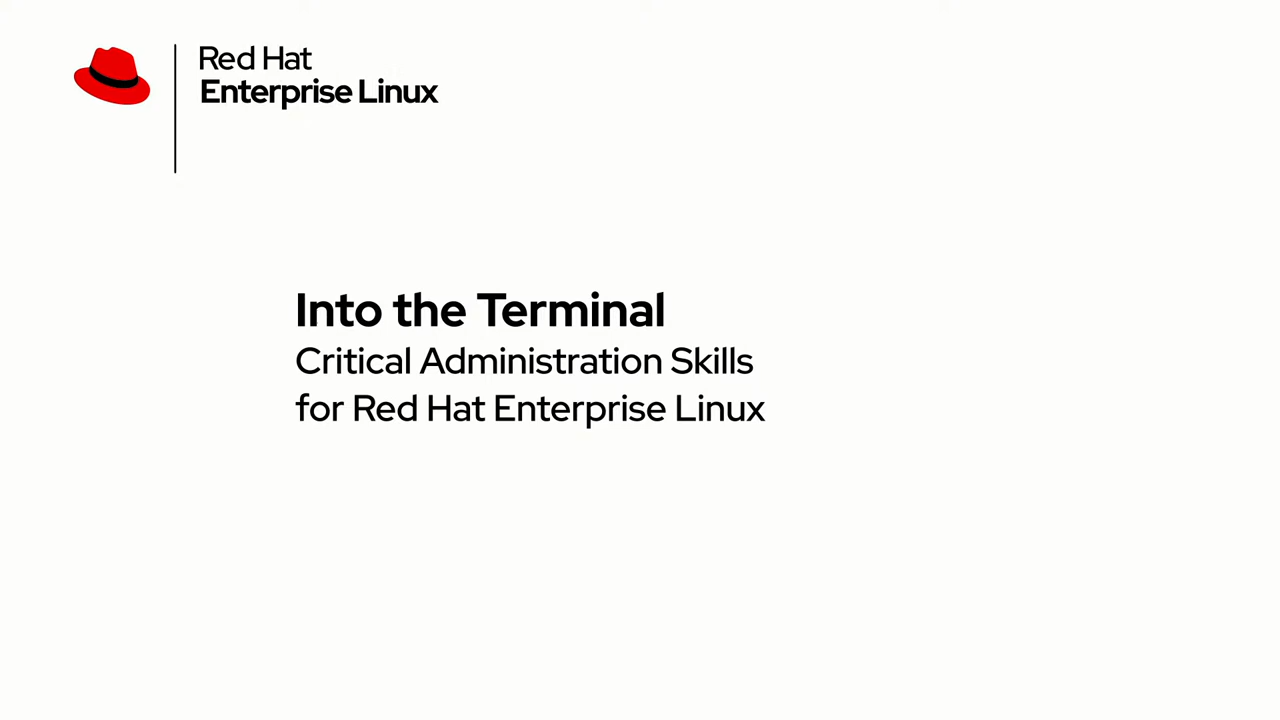 Red Hat
Enterprise Linux
Into the Terminal
Critical Administration Skills
for Red Hat Enterprise Linux